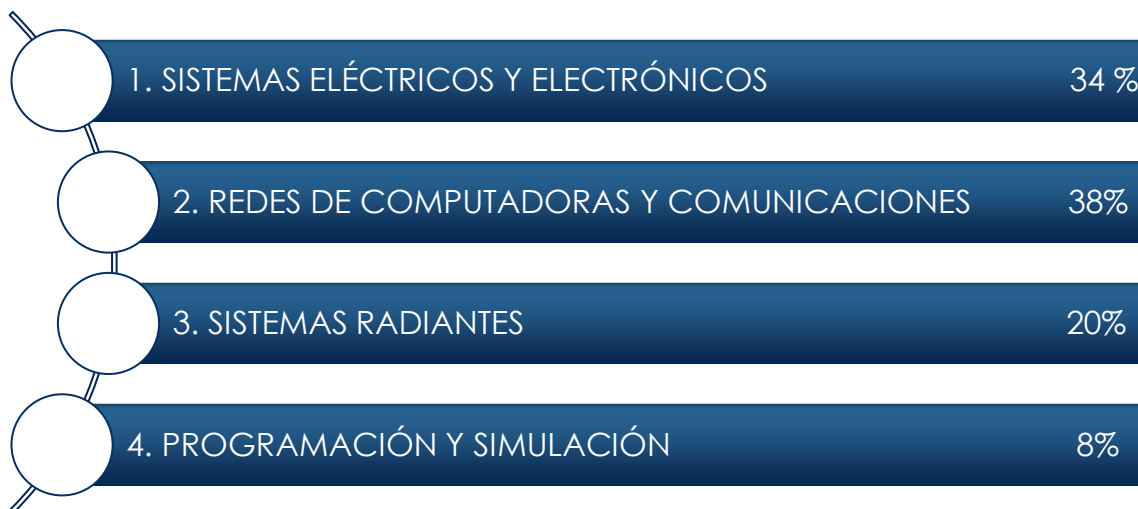 1. SISTEMAS ELÉCTRICOS Y ELECTRÓNICOS 34 %
2. REDES DE COMPUTADORAS Y COMUNICACIONES 38%
3. SISTEMAS RADIANTES 20%
4. PROGRAMACIÓN Y SIMULACIÓN 8%